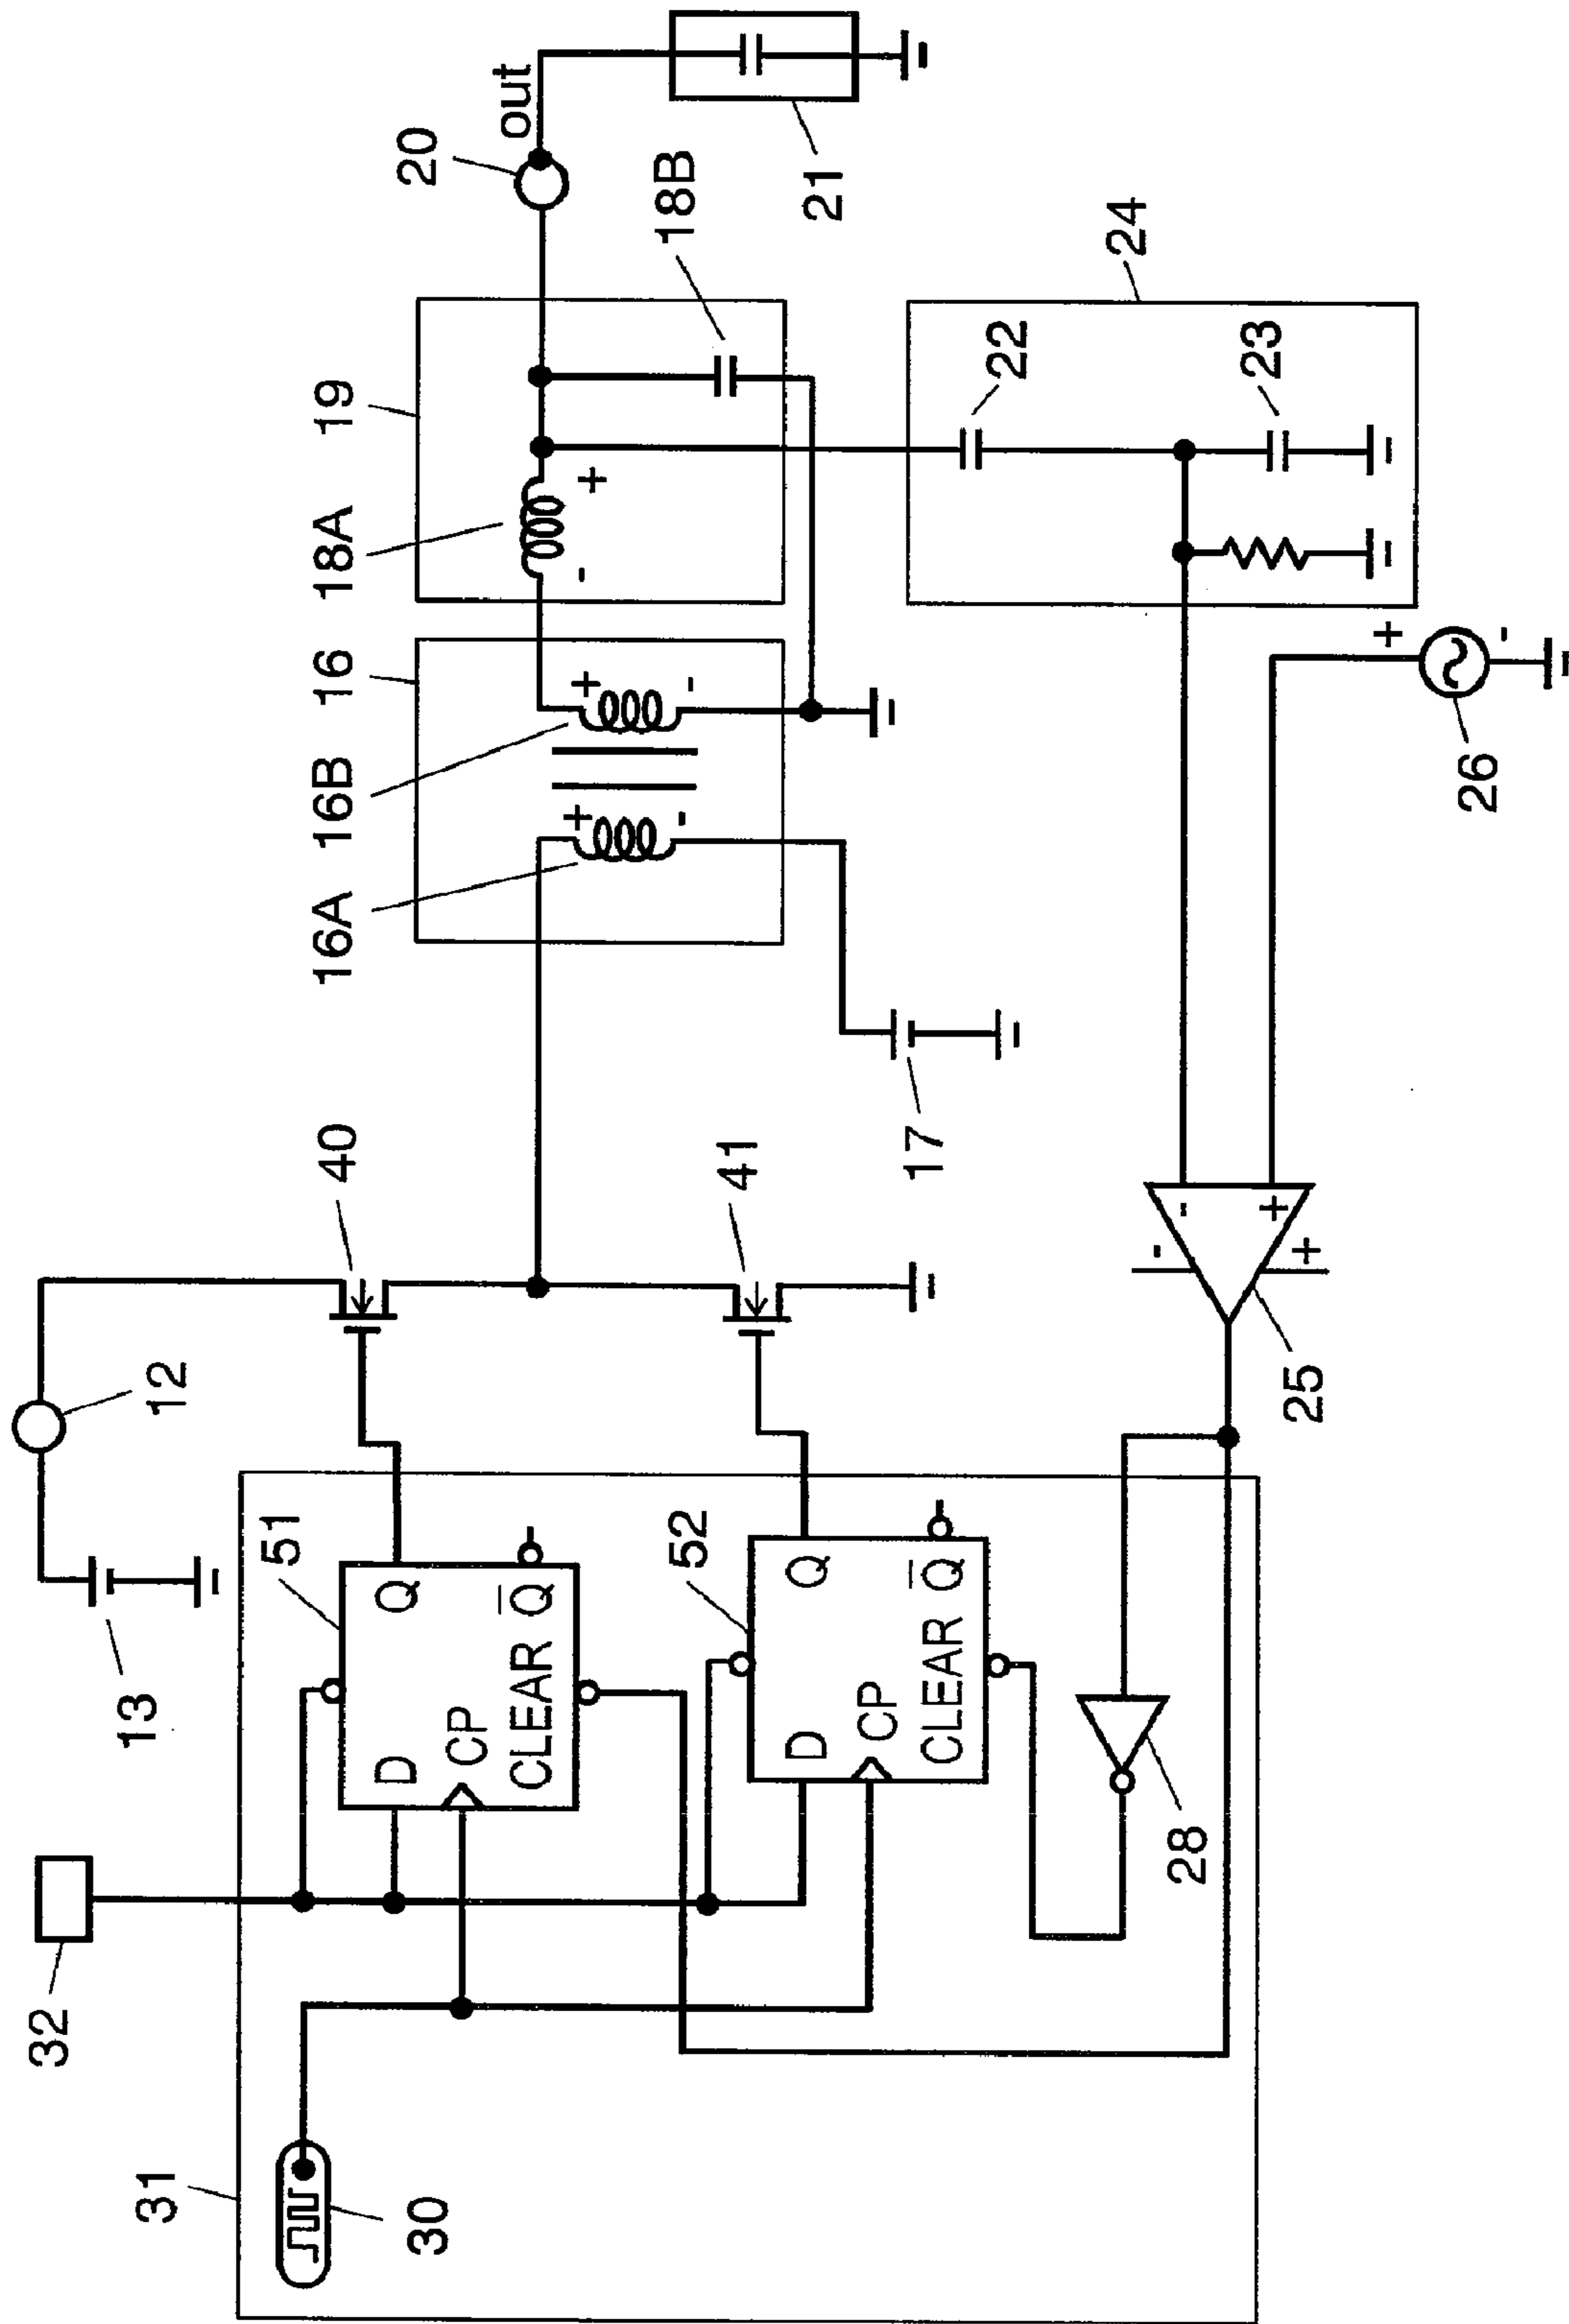 32
31
30
13
12
51
D
CP
CLEAR
Q
Q̅
52
D
CP
CLEAR
Q
Q̅
28
40
41
25
-
+
-
+
17
16A
16B
16
+
-
+
-
18A
19
-
+
18B
20
out
21
22
23
24
26
+
-